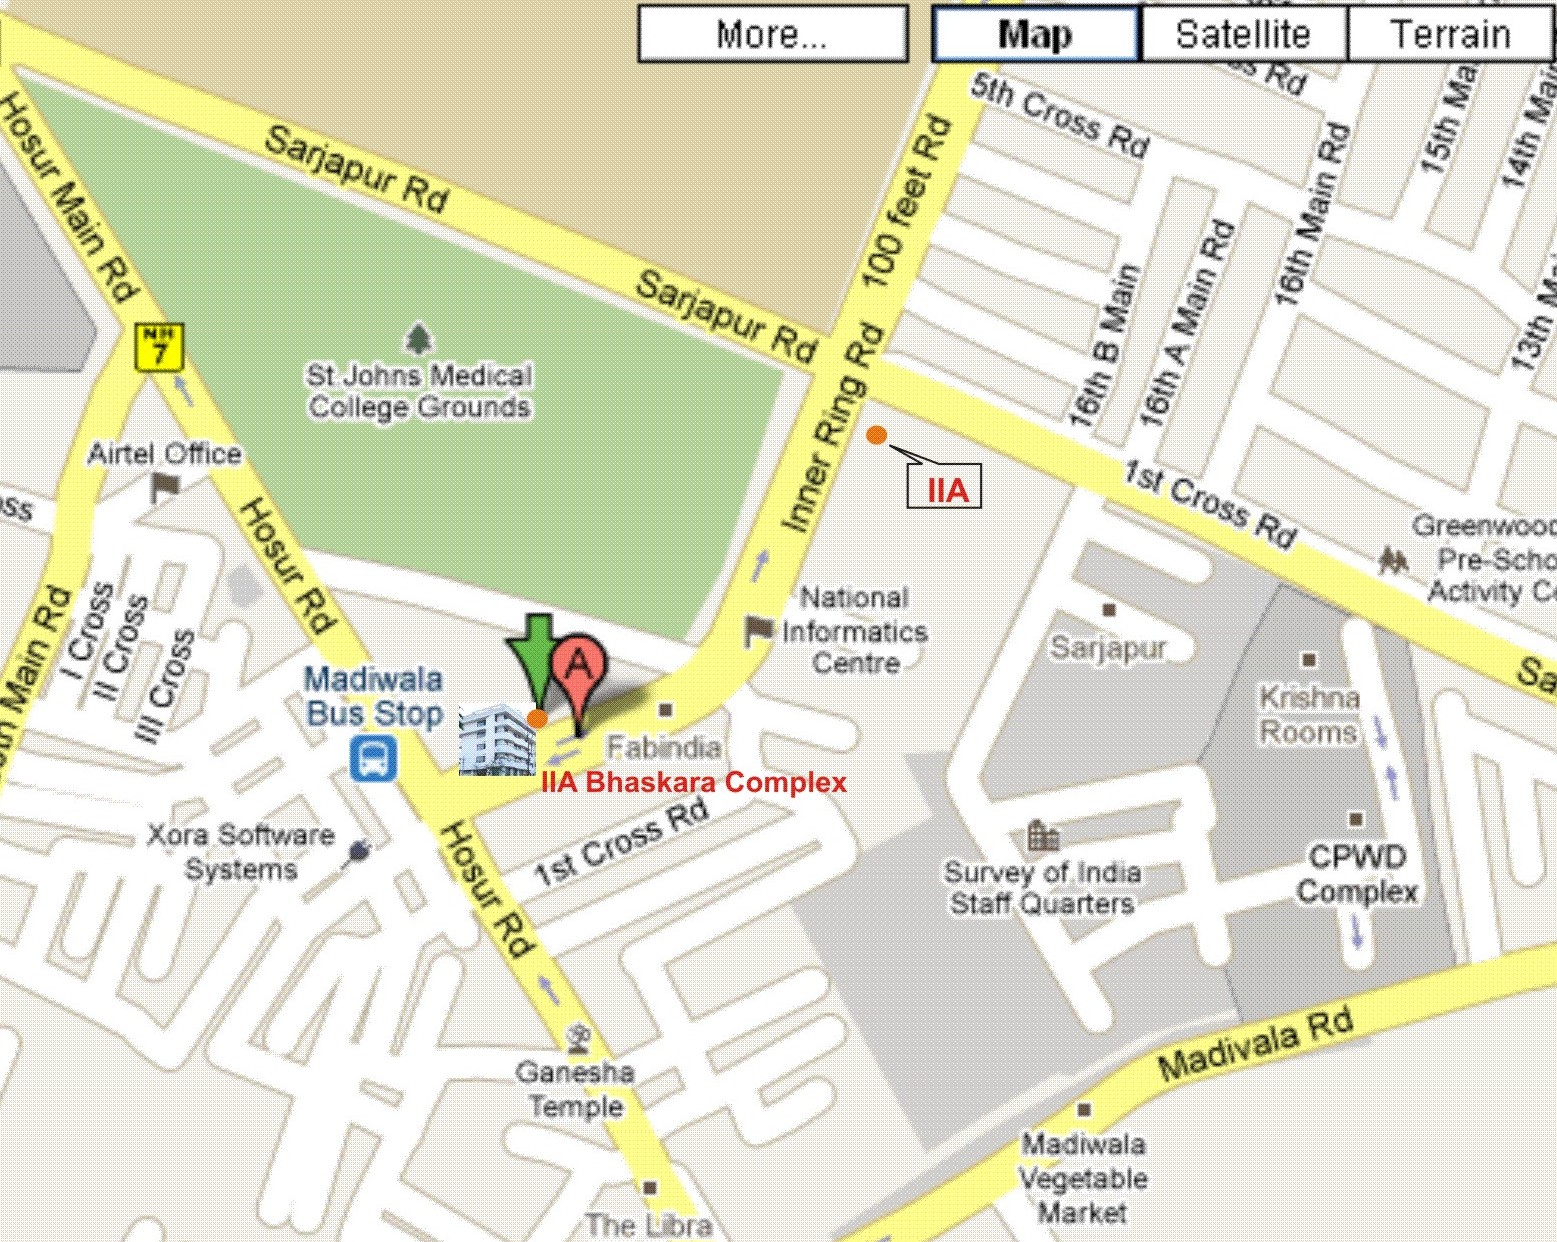 More...
Map
Satellite
Terrain
5th Cross Rd
ss Rd
15th Ma
14th Main
Hosur Main Rd
Sarjapur Rd
100 feet Rd
16th Main Rd
Sarjapur Rd
16th B Main
16th A Main Rd
13th Ma
NH
7
St.Johns Medical
College Grounds
Inner Ring Rd
Airtel Office
IIA
1st Cross Rd
oss
Hosur Rd
Greenwood
Pre-Scho
Activity Ce
I Cross
II Cross
III Cross
th Main Rd
National
Informatics
Centre
Sarjapur
Sa
Madiwala
Bus Stop
A
Krishna
Rooms
Fabindia
IIA Bhaskara Complex
Xora Software
Systems
Hosur Rd
1st Cross Rd
Survey of India
Staff Quarters
CPWD
Complex
Ganesha
Temple
Madivala Rd
Madiwala
Vegetable
Market
The Libra